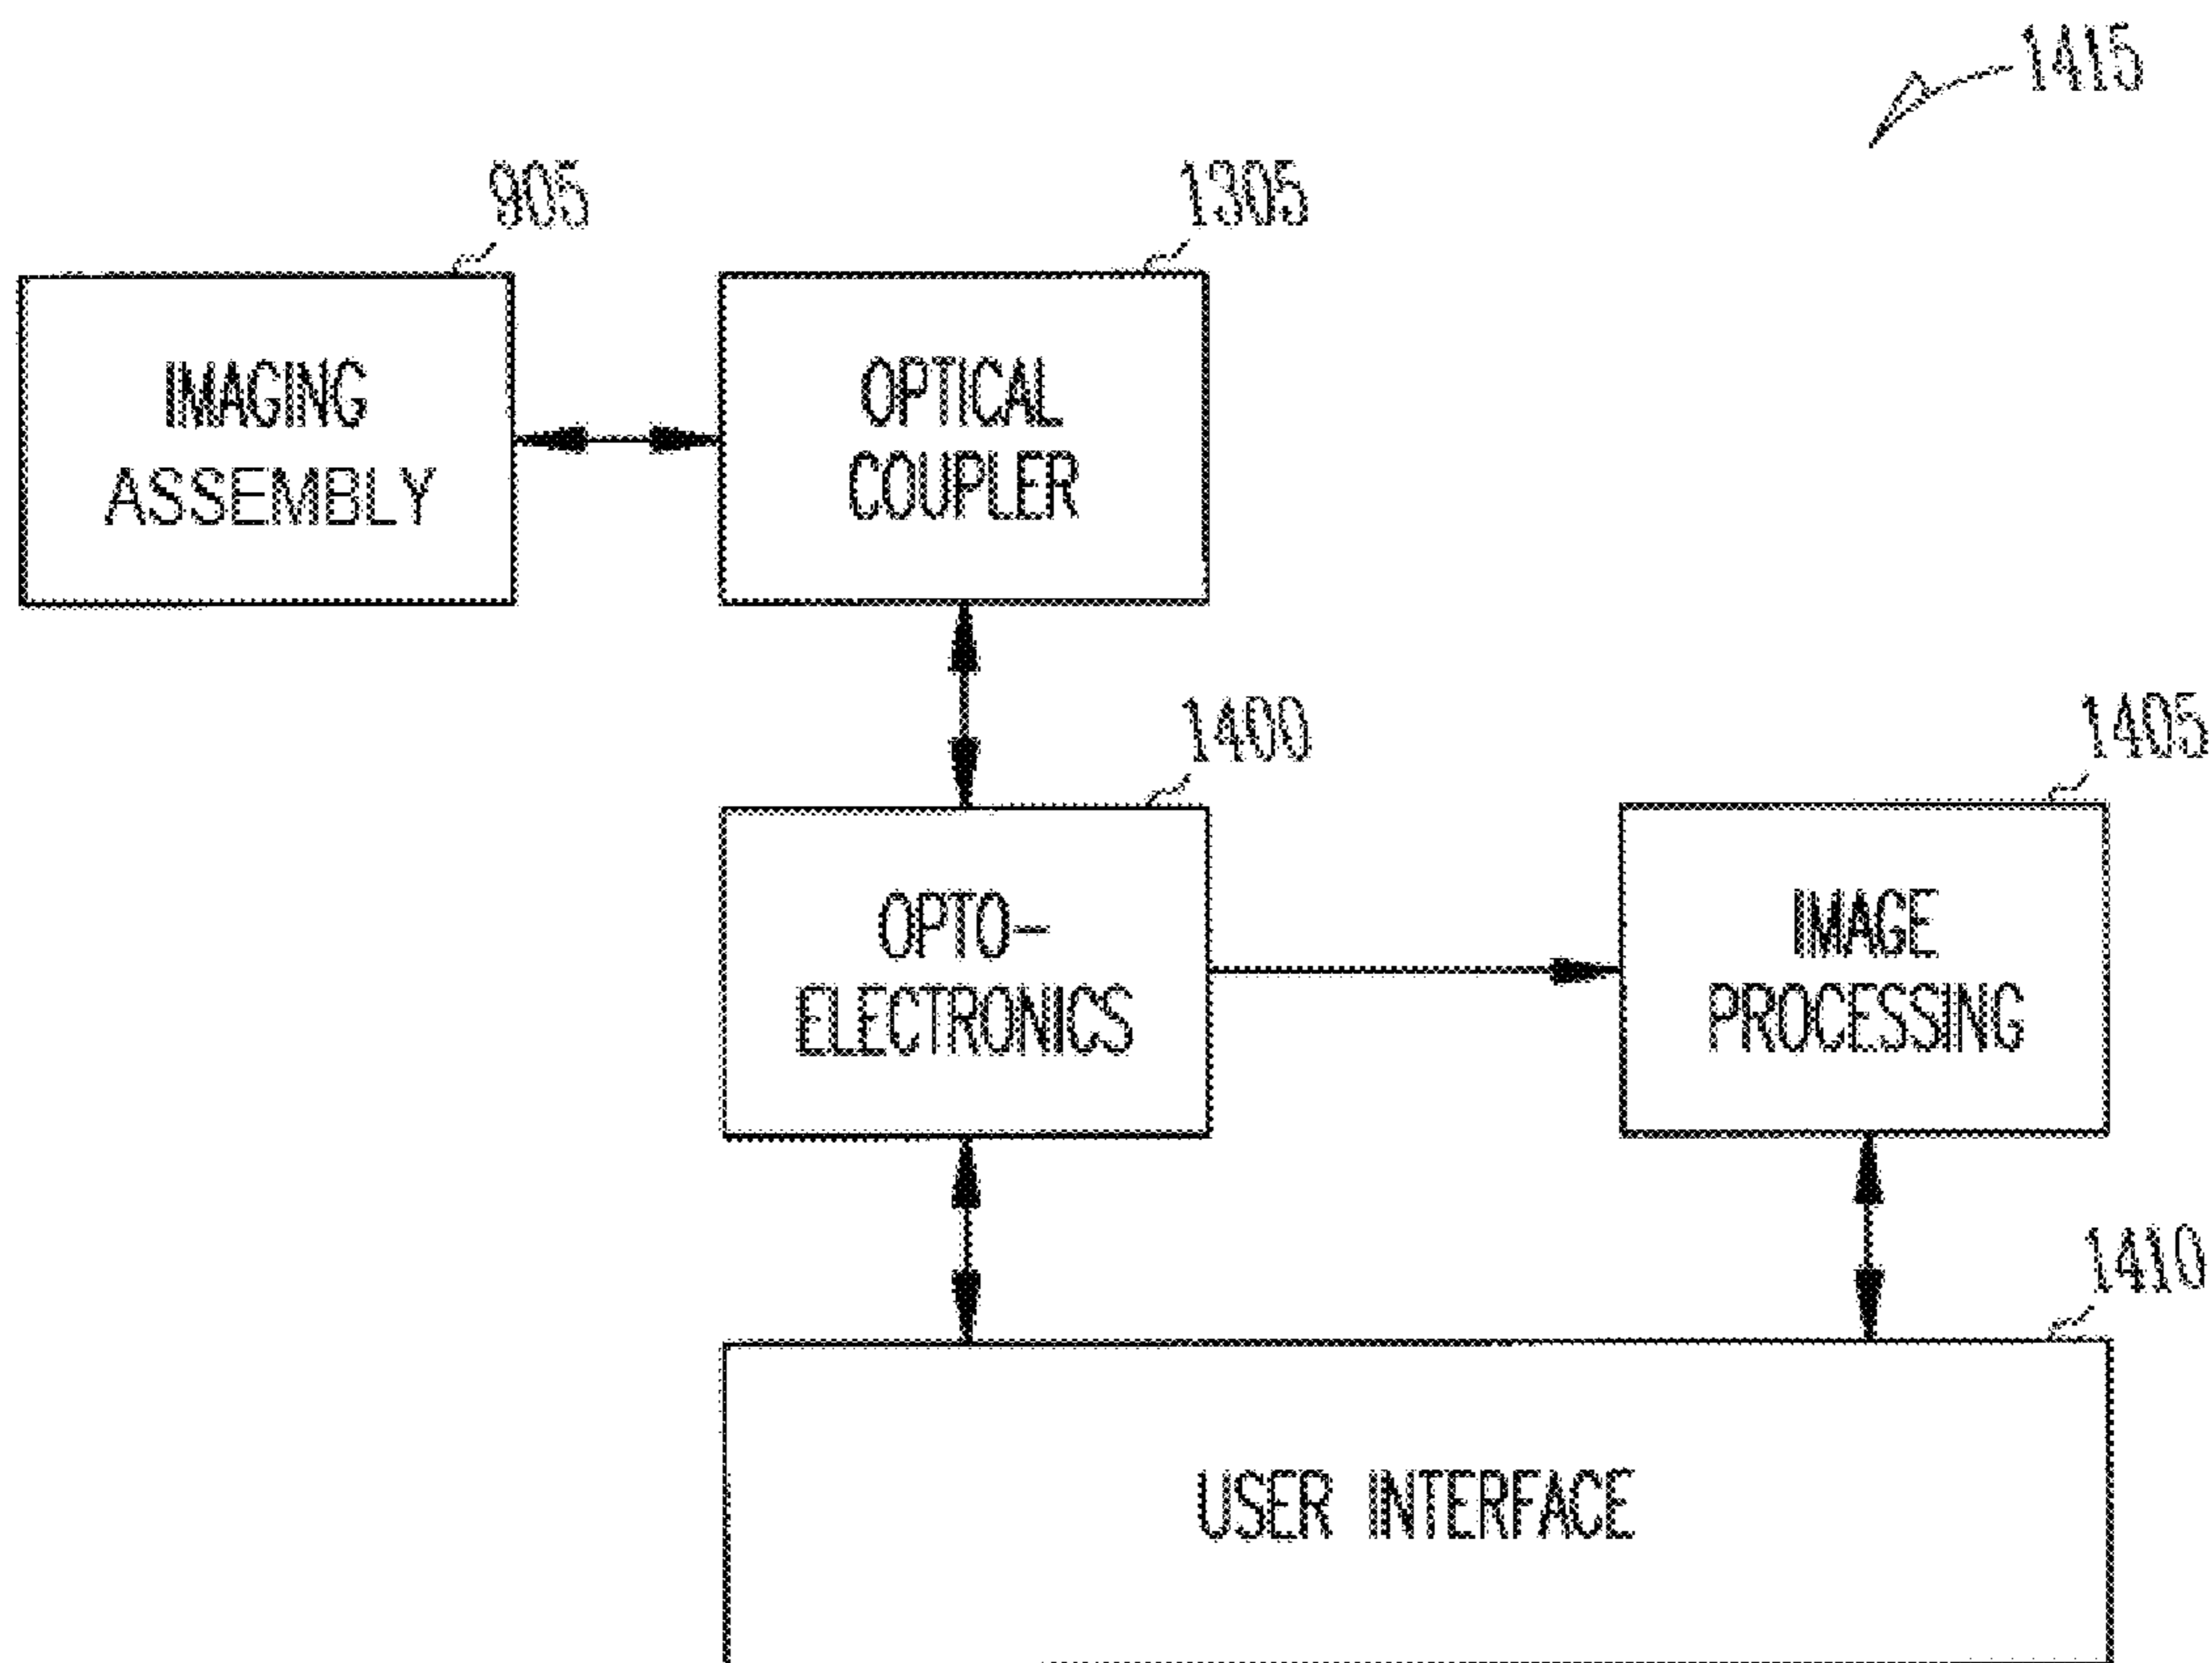 1415
905
1305
IMAGING
ASSEMBLY
OPTICAL
COUPLER
1400
1405
OPTO-
ELECTRONICS
IMAGE
PROCESSING
1410
USER INTERFACE